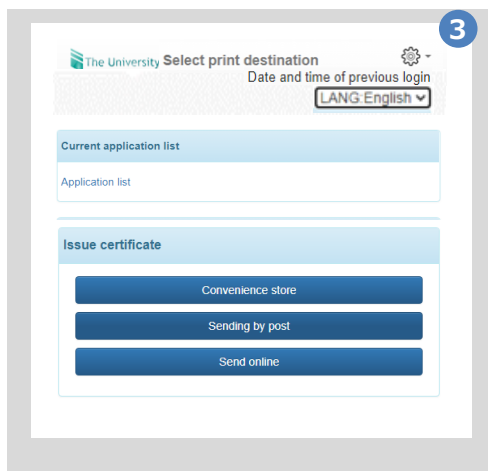 3
The University Select print destination
Date and time of previous login
LANG:English
Current application list
Application list
Issue certificate
Convenience store
Sending by post
Send online